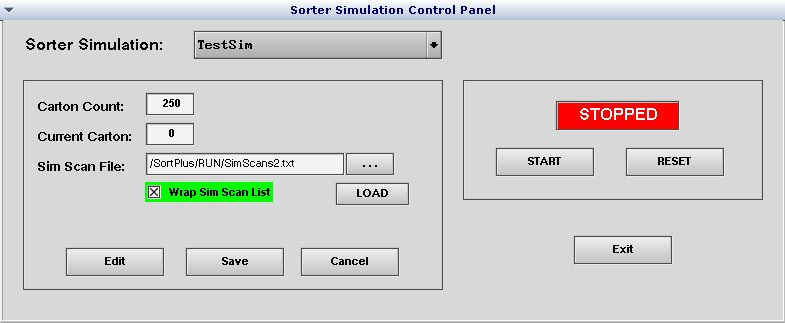 Sorter Simulation Control Panel
Sorter Simulation: TestSim
Carton Count: 250
Current Carton: 0
Sim Scan File: /SortPlus/RUN/SimScans2.txt ...
Wrap Sim Scan List LOAD
Edit Save Cancel
STOPPED
START RESET
Exit